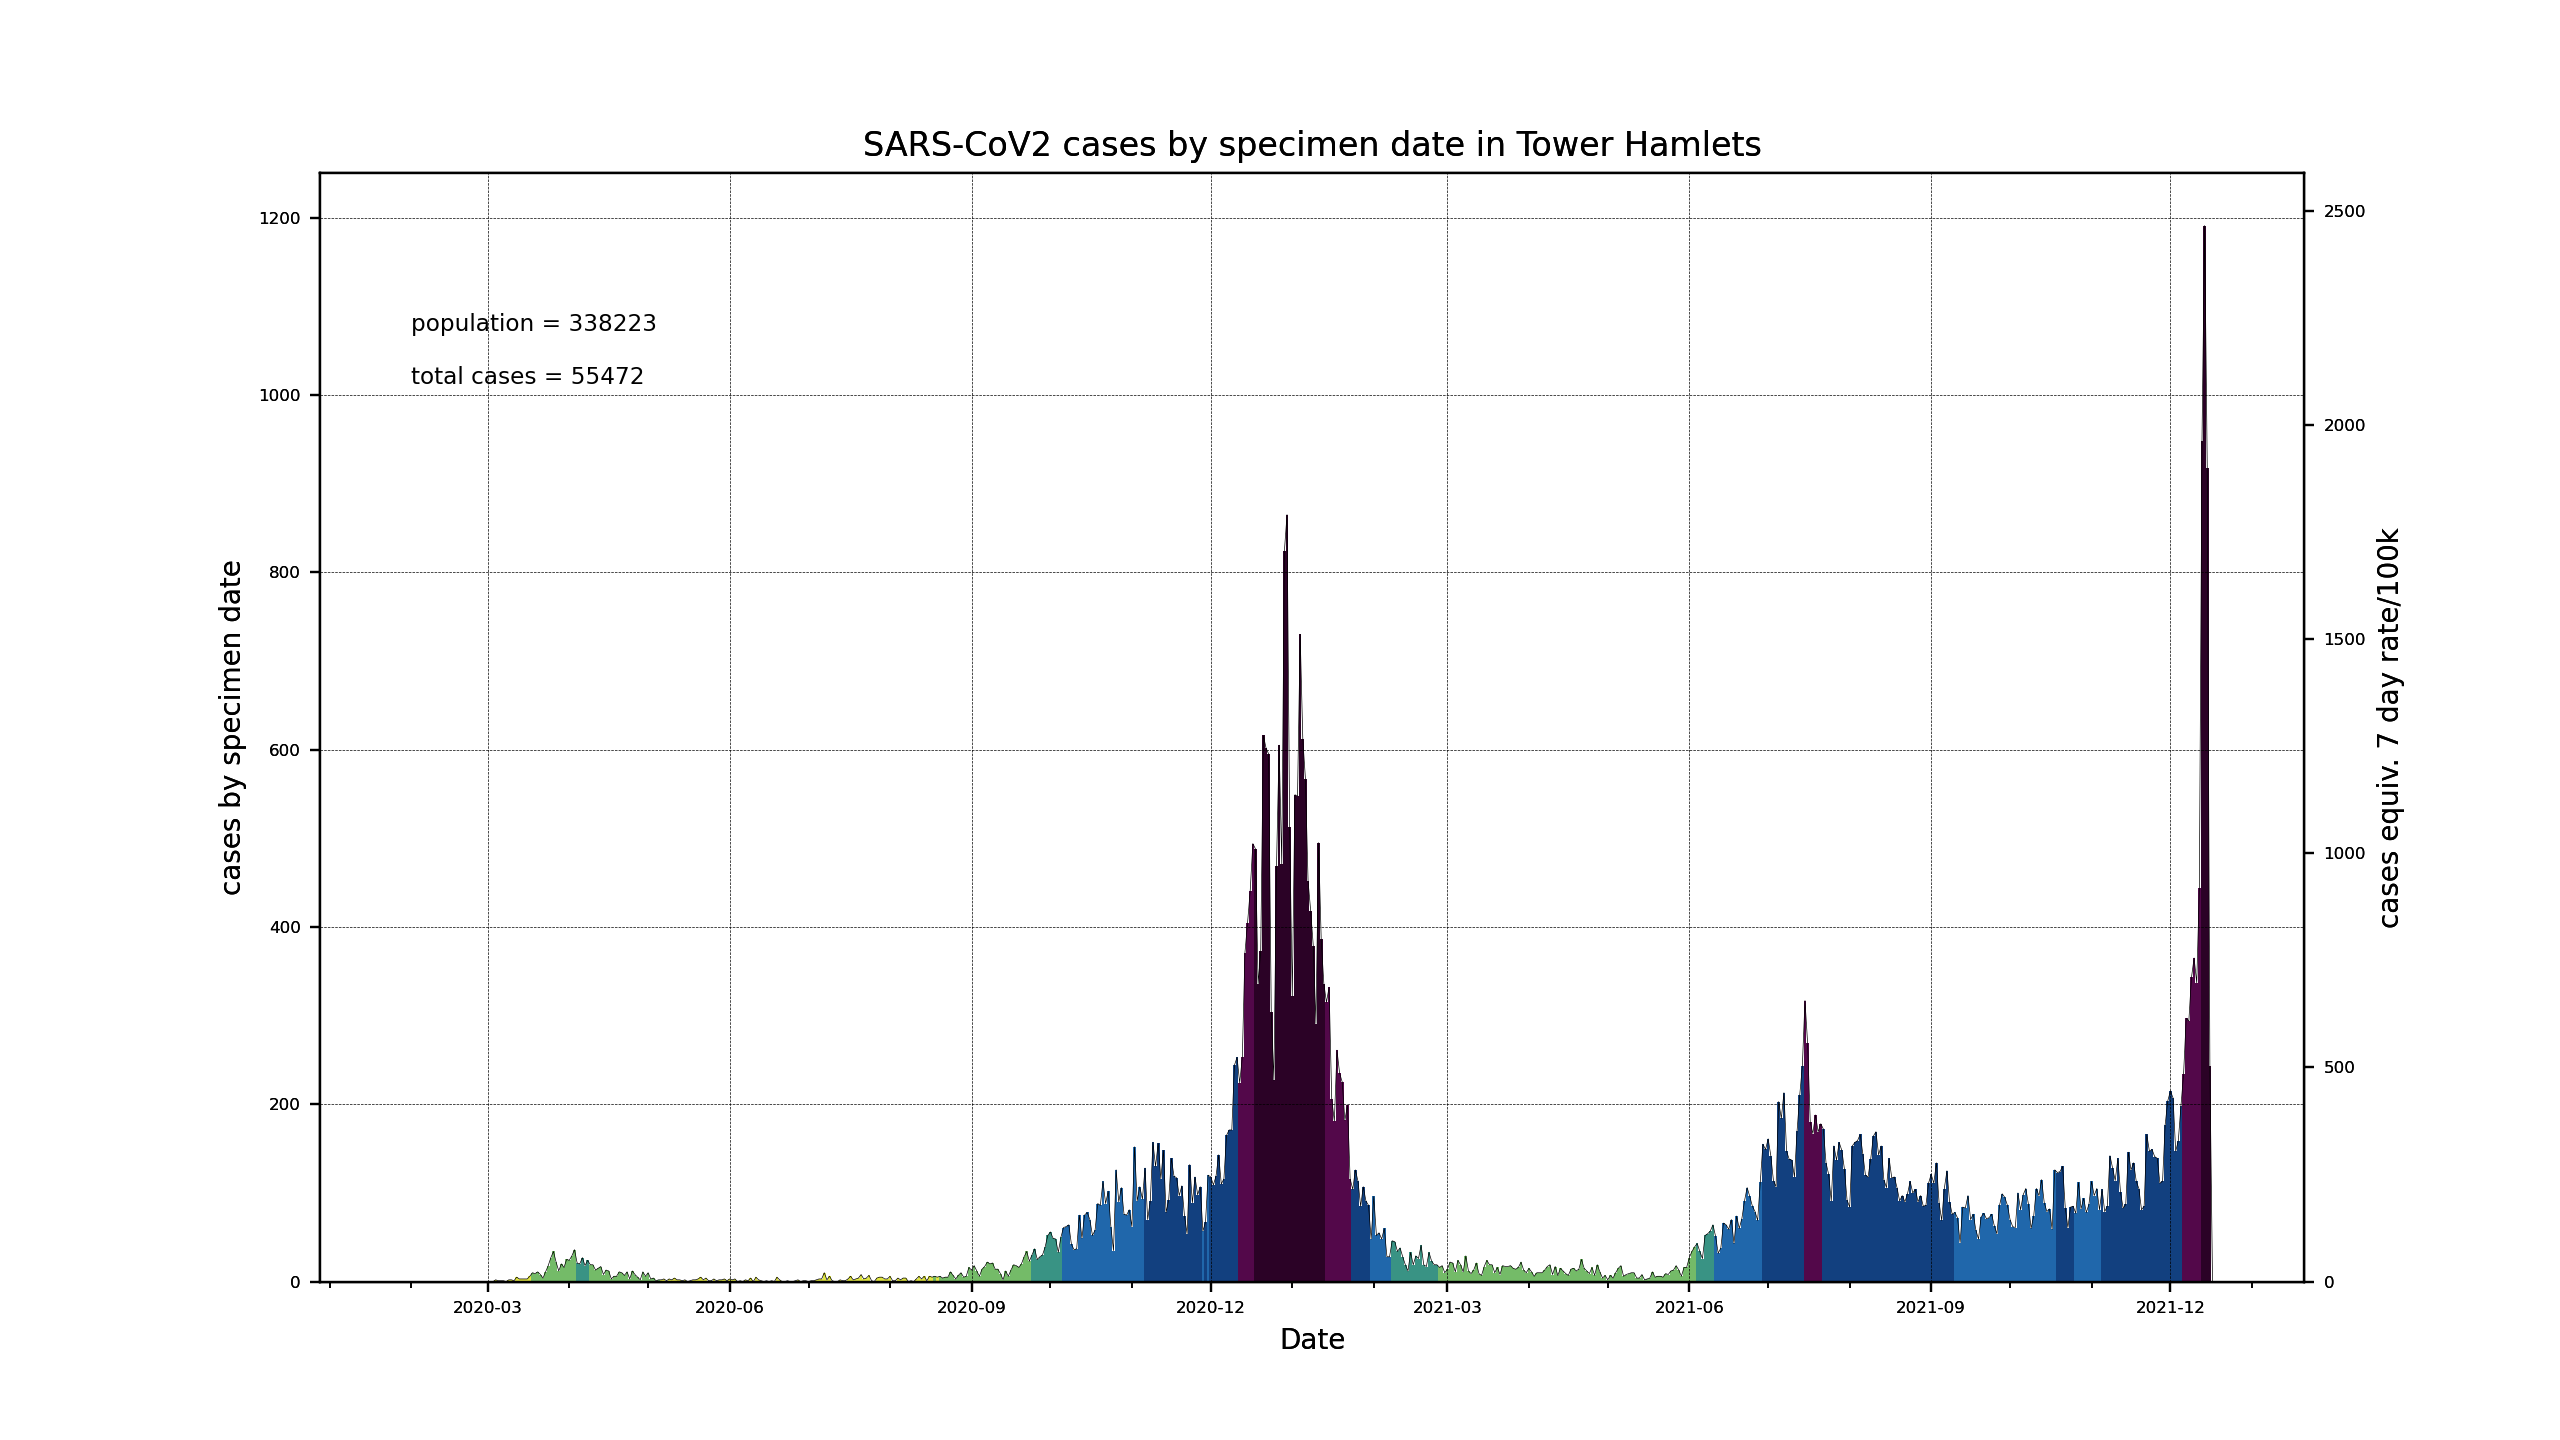 SARS-CoV2 cases by specimen date in Tower Hamlets
population = 338223
total cases = 55472
cases by specimen date
1200
1000
800
600
400
200
0
2500
2000
1500
1000
500
0
cases equiv. 7 day rate/100k
2020-03 2020-06 2020-09 2020-12 2021-03 2021-06 2021-09 2021-12
Date